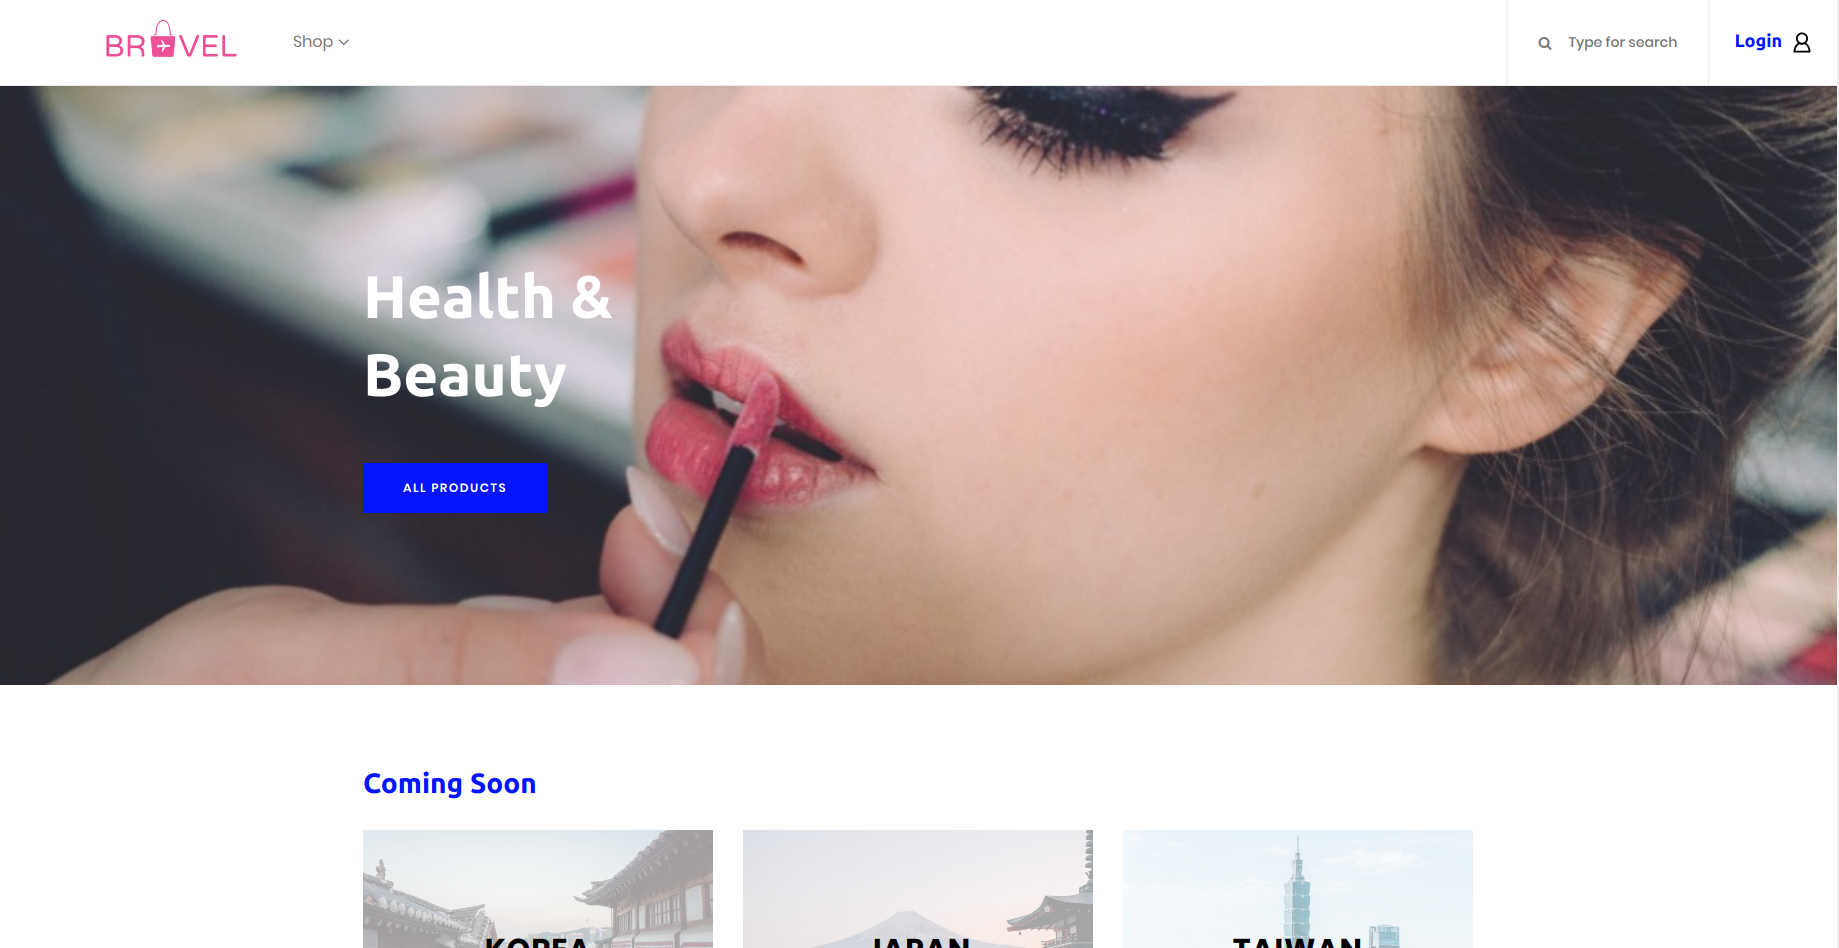 BRAVEL
Shop
Type for search
Login
Health &
Beauty
ALL PRODUCTS
Coming Soon
KOREA
JAPAN
TAIWAN